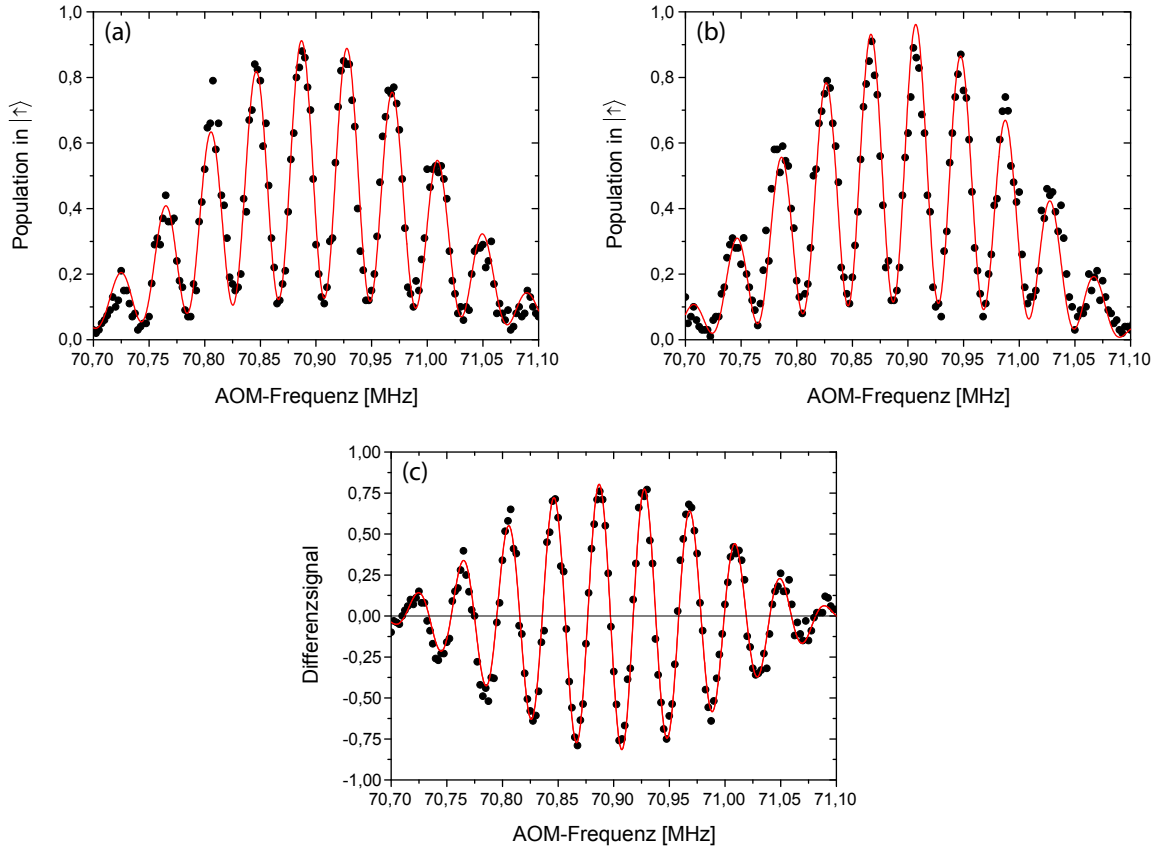 (a)
Population in |↑⟩
1,0
0,8
0,6
0,4
0,2
0,0
70,70 70,75 70,80 70,85 70,90 70,95 71,00 71,05 71,10
AOM-Frequenz [MHz]
(b)
Population in |↑⟩
1,0
0,8
0,6
0,4
0,2
0,0
70,70 70,75 70,80 70,85 70,90 70,95 71,00 71,05 71,10
AOM-Frequenz [MHz]
(c)
Differenzsignal
1,00
0,75
0,50
0,25
0,00
-0,25
-0,50
-0,75
-1,00
70,70 70,75 70,80 70,85 70,90 70,95 71,00 71,05 71,10
AOM-Frequenz [MHz]